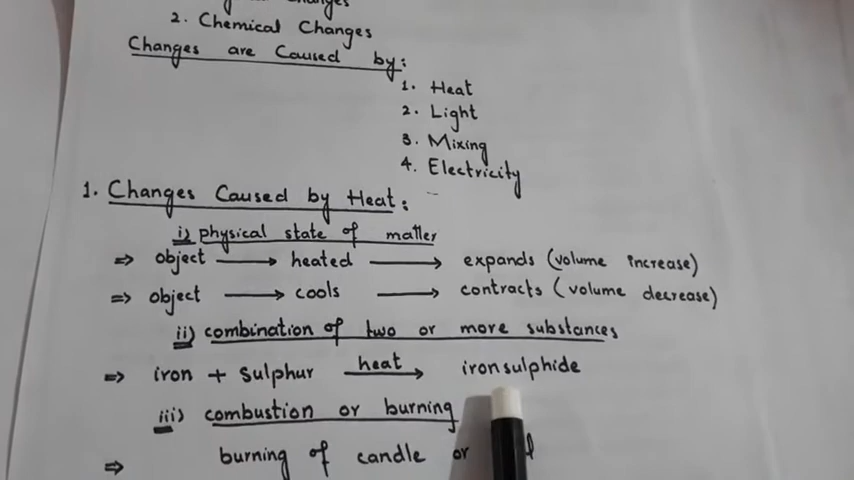 Changes
2. Chemical Changes
Changes are Caused by:
1. Heat
2. Light
3. Mixing
4. Electricity
1. Changes Caused by Heat:
i) physical state of matter
⇒ object → heated → expands (volume increase)
⇒ object → cools → contracts (volume decrease)
ii) combination of two or more substances
⇒ iron + sulphur heat → ironsulphide
iii) combustion or burning
⇒ burning of candle or